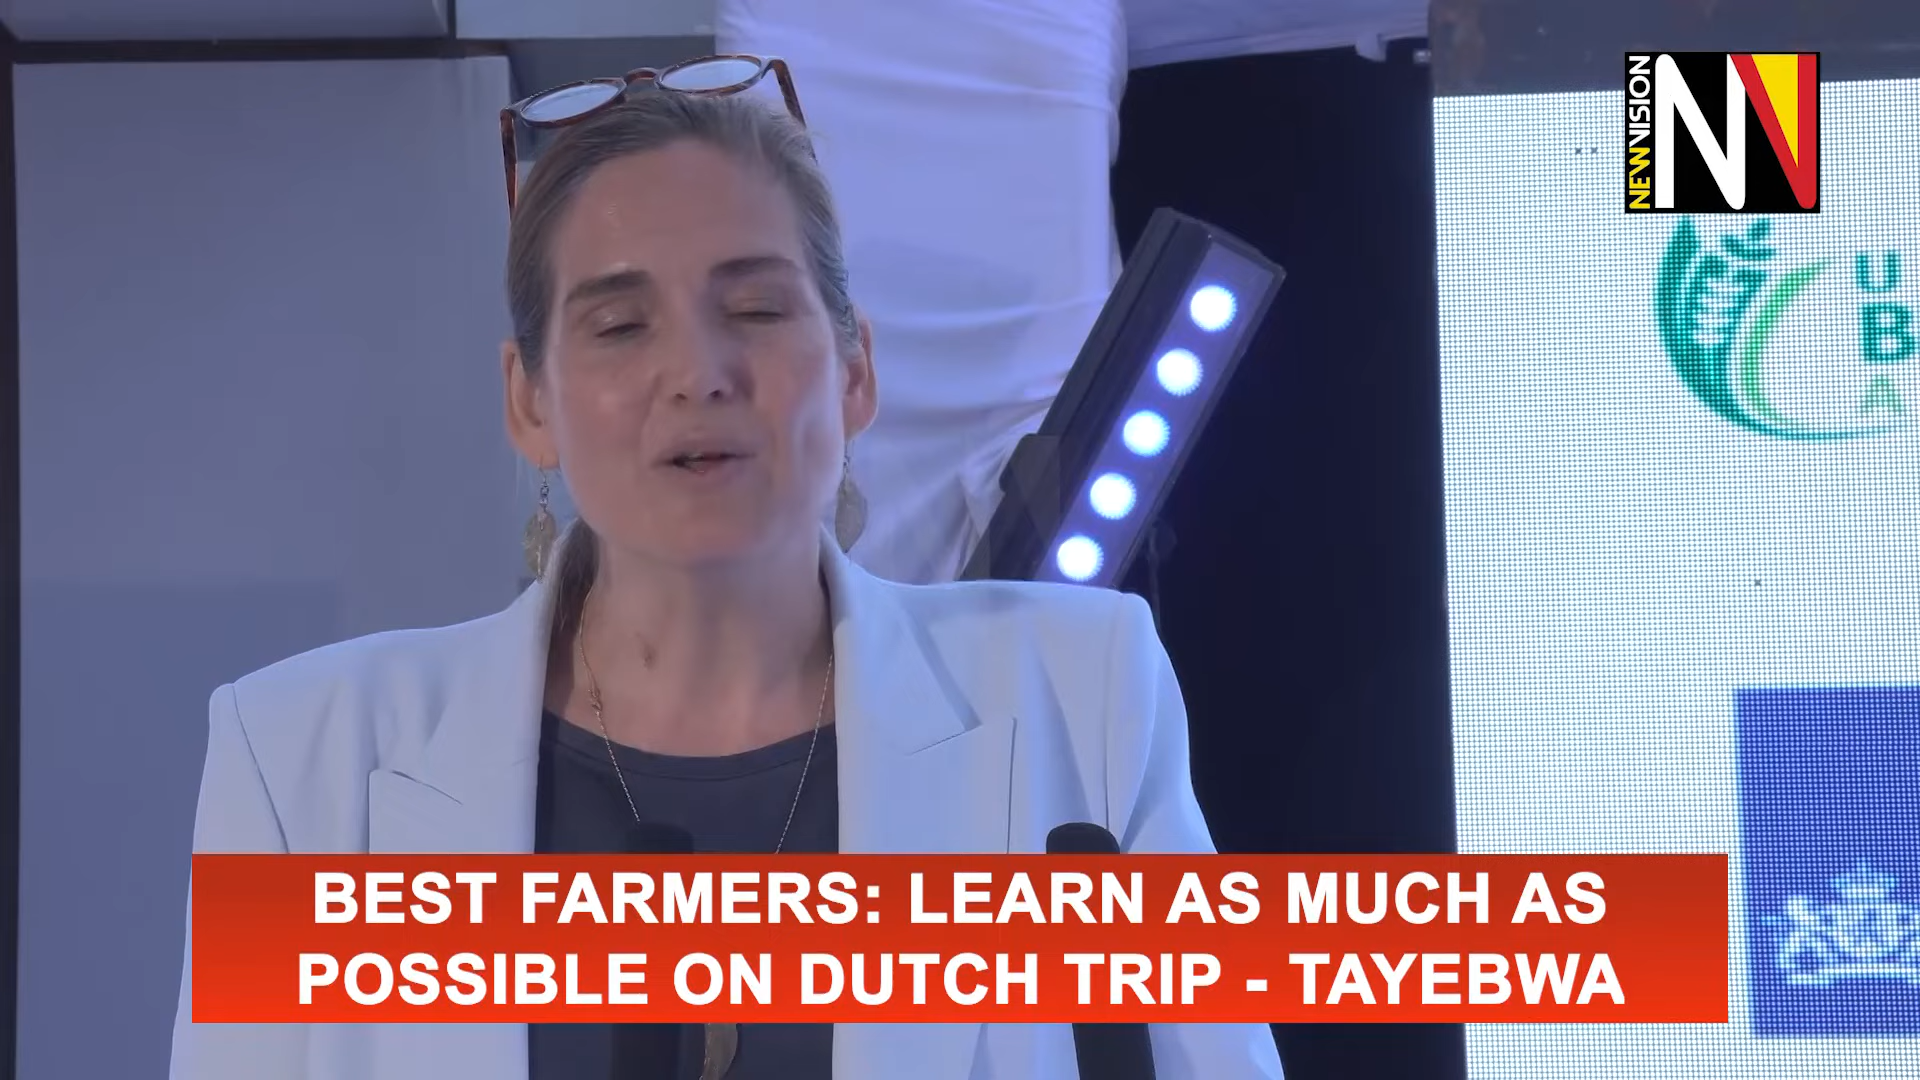 NEW VISION
N
U
B
A
BEST FARMERS: LEARN AS MUCH AS
POSSIBLE ON DUTCH TRIP - TAYEBWA